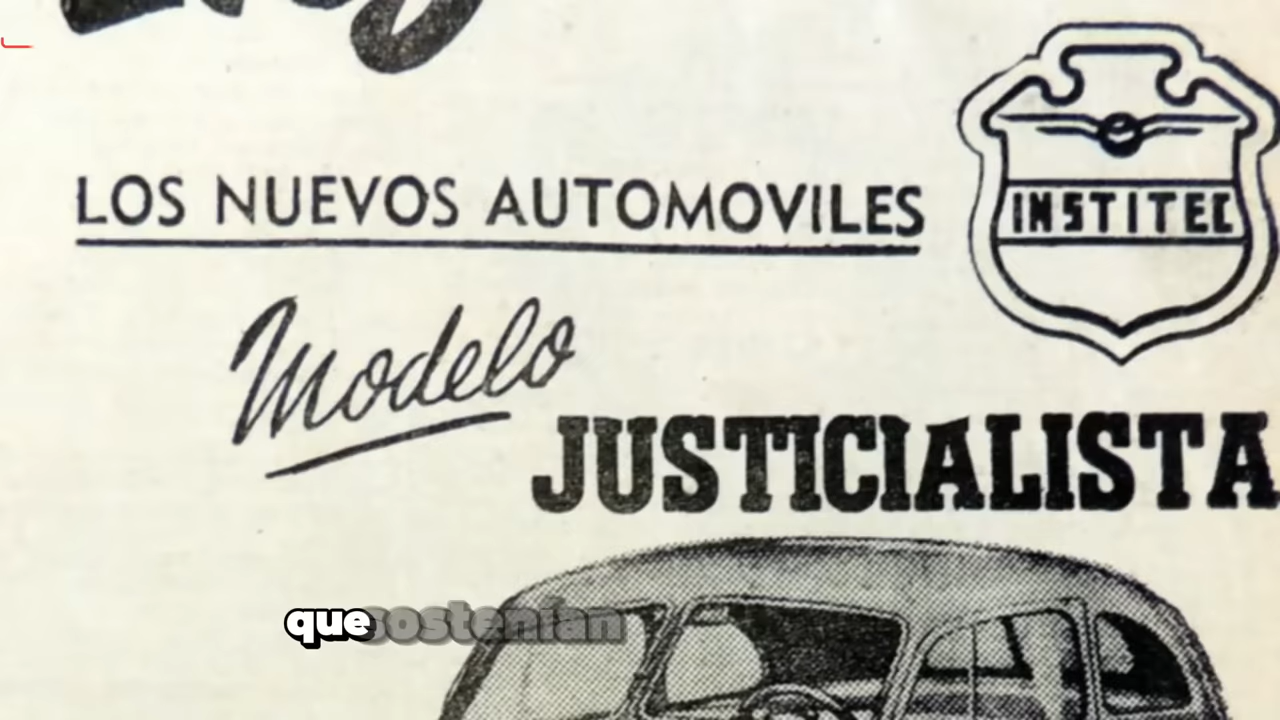 LOS NUEVOS AUTOMOVILES
INSTITEC
Modelo
JUSTICIALISTA
que sostenían